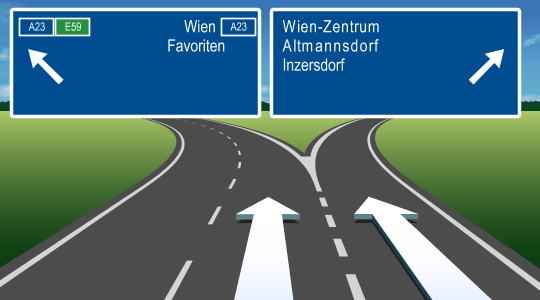 A23 E59 Wien A23
Favoriten
Wien-Zentrum
Altmannsdorf
Inzersdorf